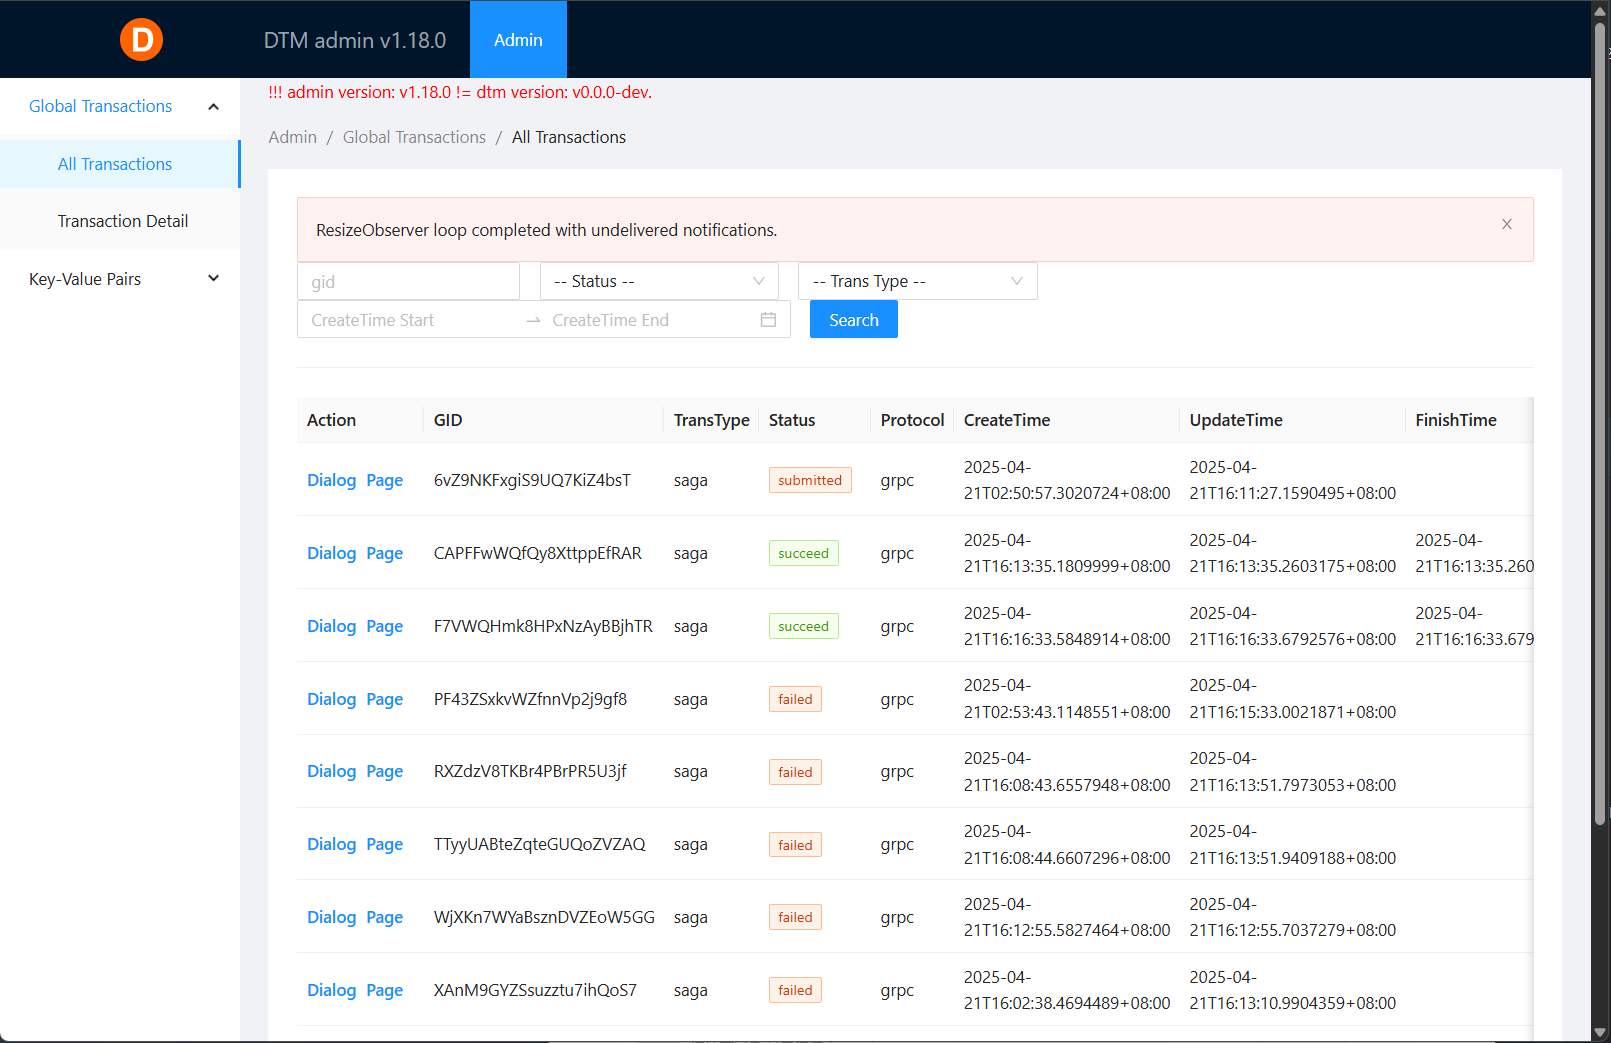 D
DTM admin v1.18.0
Admin
Global Transactions
All Transactions
Transaction Detail
Key-Value Pairs
!!! admin version: v1.18.0 != dtm version: v0.0.0-dev.
Admin / Global Transactions / All Transactions
ResizeObserver loop completed with undelivered notifications.
gid
-- Status --
-- Trans Type --
CreateTime Start → CreateTime End
Search
Action GID TransType Status Protocol CreateTime UpdateTime FinishTime
Dialog Page 6vZ9NKFxgiS9UQ7KiZ4bsT saga submitted grpc 2025-04- 2025-04-
21T02:50:57.3020724+08:00 21T16:11:27.1590495+08:00
Dialog Page CAPFFwWQfQy8XttppEfRAR saga succeed grpc 2025-04- 2025-04- 2025-04-
21T16:13:35.1809999+08:00 21T16:13:35.2603175+08:00 21T16:13:35.260
Dialog Page F7VWQHmk8HPxNzAyBBjhTR saga succeed grpc 2025-04- 2025-04- 2025-04-
21T16:16:33.5848914+08:00 21T16:16:33.6792576+08:00 21T16:16:33.679
Dialog Page PF43ZSxkvWZfnnVp2j9gf8 saga failed grpc 2025-04- 2025-04-
21T02:53:43.1148551+08:00 21T16:15:33.0021871+08:00
Dialog Page RXZdzV8TKBr4PBrPR5U3jf saga failed grpc 2025-04- 2025-04-
21T16:08:43.6557948+08:00 21T16:13:51.7973053+08:00
Dialog Page TTyyUABteZqteGUQoZVZAQ saga failed grpc 2025-04- 2025-04-
21T16:08:44.6607296+08:00 21T16:13:51.9409188+08:00
Dialog Page WjXKn7WYaBsznDVZEoW5GG saga failed grpc 2025-04- 2025-04-
21T16:12:55.5827464+08:00 21T16:12:55.7037279+08:00
Dialog Page XAnM9GYZSsuzztu7ihQoS7 saga failed grpc 2025-04- 2025-04-
21T16:02:38.4694489+08:00 21T16:13:10.9904359+08:00